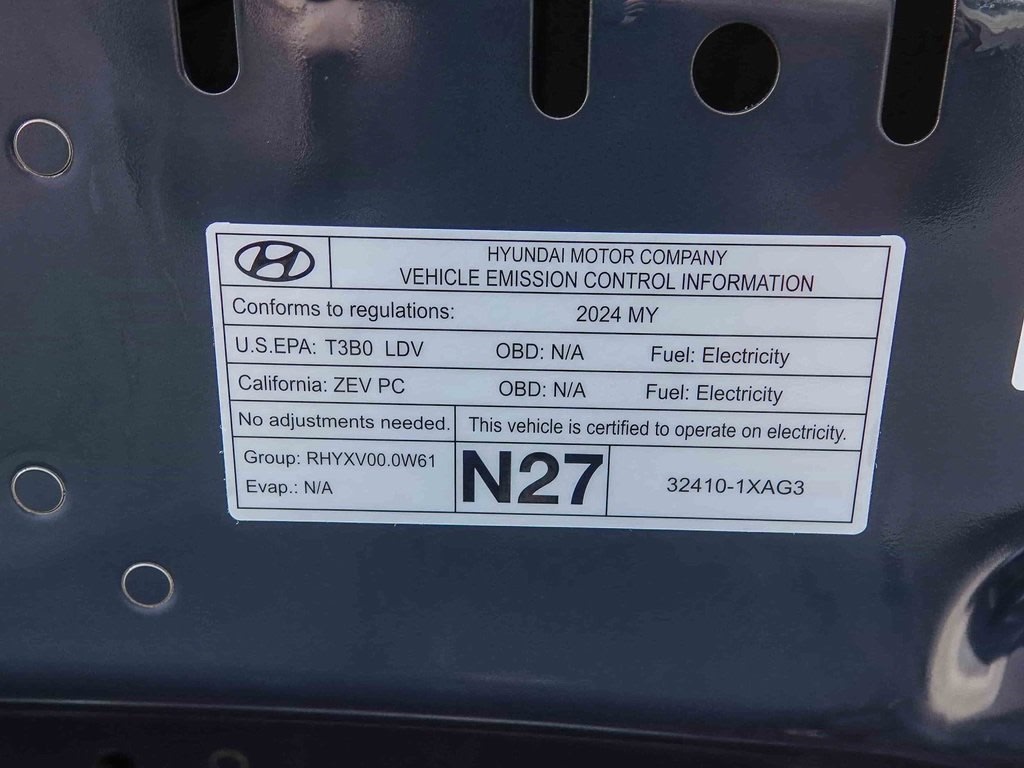 HYUNDAI MOTOR COMPANY
VEHICLE EMISSION CONTROL INFORMATION
Conforms to regulations: 2024 MY
U.S.EPA: T3B0 LDV OBD: N/A Fuel: Electricity
California: ZEV PC OBD: N/A Fuel: Electricity
No adjustments needed. This vehicle is certified to operate on electricity.
Group: RHYXV00.0W61
Evap.: N/A
N27
32410-1XAG3